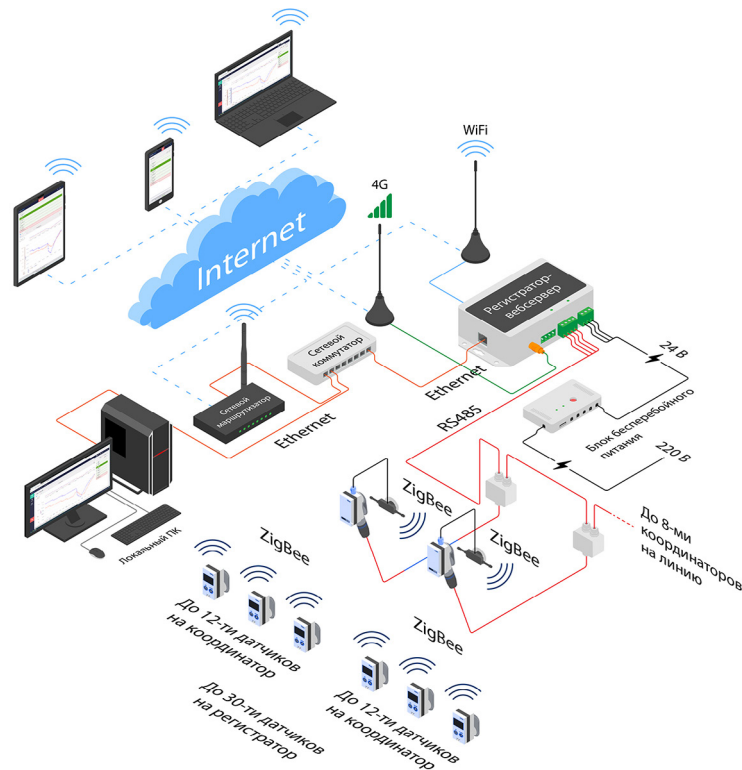 WiFi
4G
Internet
Регистратор-
вебсервер
Сетевой
коммутатор
24 В
Ethernet
Сетевой
маршрутизатор
Ethernet
RS485
Блок бесперебойного
питания
220 В
ZigBee
До 8-ми
координаторов
на линию
Локальный ПК
ZigBee
ZigBee
До 12-ти датчиков
на координатор
ZigBee
До 12-ти датчиков
на координатор
До 30-ти датчиков
на регистратор